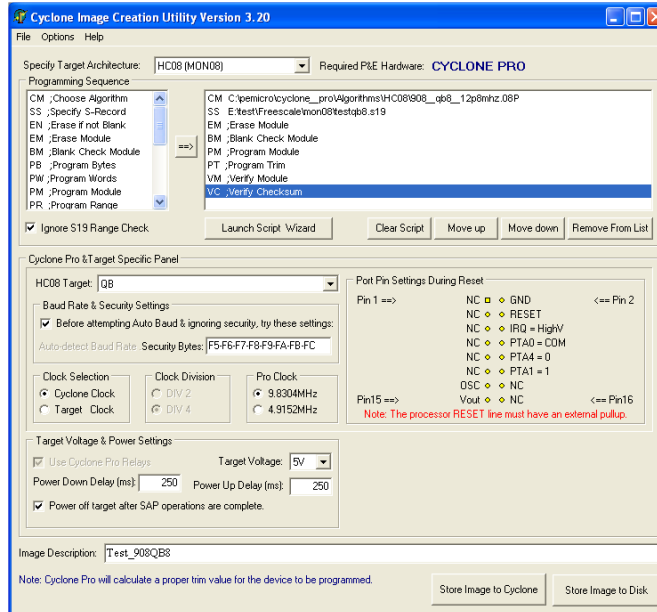 Cyclone Image Creation Utility Version 3.20
File Options Help
Specify Target Architecture: HC08 (MON08) Required P&E Hardware: CYCLONE PRO
Programming Sequence
CM ;Choose Algorithm
SS ;Specify S-Record
EN ;Erase if not Blank
EM ;Erase Module
BM ;Blank Check Module
PB ;Program Bytes
PW ;Program Words
PM ;Program Module
PR ;Program Range
==>
CM C:\pemicro\cyclone_pro\Algorithms\HC08\908_qb8_12p8mhz.08P
SS E:\test\Freescale\mon08\testqb8.s19
EM ;Erase Module
BM ;Blank Check Module
PM ;Program Module
PT ;Program Trim
VM ;Verify Module
VC ;Verify Checksum
Ignore S19 Range Check
Launch Script Wizard
Clear Script
Move up
Move down
Remove From List
Cyclone Pro &Target Specific Panel
HC08 Target: QB
Baud Rate & Security Settings
Before attempting Auto Baud & ignoring security, try these settings:
Auto-detect Baud Rate Security Bytes: F5-F6-F7-F8-F9-FA-FB-FC
Clock Selection
Cyclone Clock
Target Clock
Clock Division
DIV 2
DIV 4
Pro Clock
9.8304MHz
4.9152MHz
Port Pin Settings During Reset
Pin 1 ==> NC GND <== Pin 2
NC RESET
NC IRQ = HighV
NC PTA0 = COM
NC PTA4 = 0
NC PTA1 = 1
OSC NC
Pin15 ==> Vout NC <== Pin16
Note: The processor RESET line must have an external pullup.
Target Voltage & Power Settings
Use Cyclone Pro Relays Target Voltage: 5V
Power Down Delay (ms): 250 Power Up Delay (ms): 250
Power off target after SAP operations are complete.
Image Description: Test_908QB8
Note: Cyclone Pro will calculate a proper trim value for the device to be programmed.
Store Image to Cyclone
Store Image to Disk